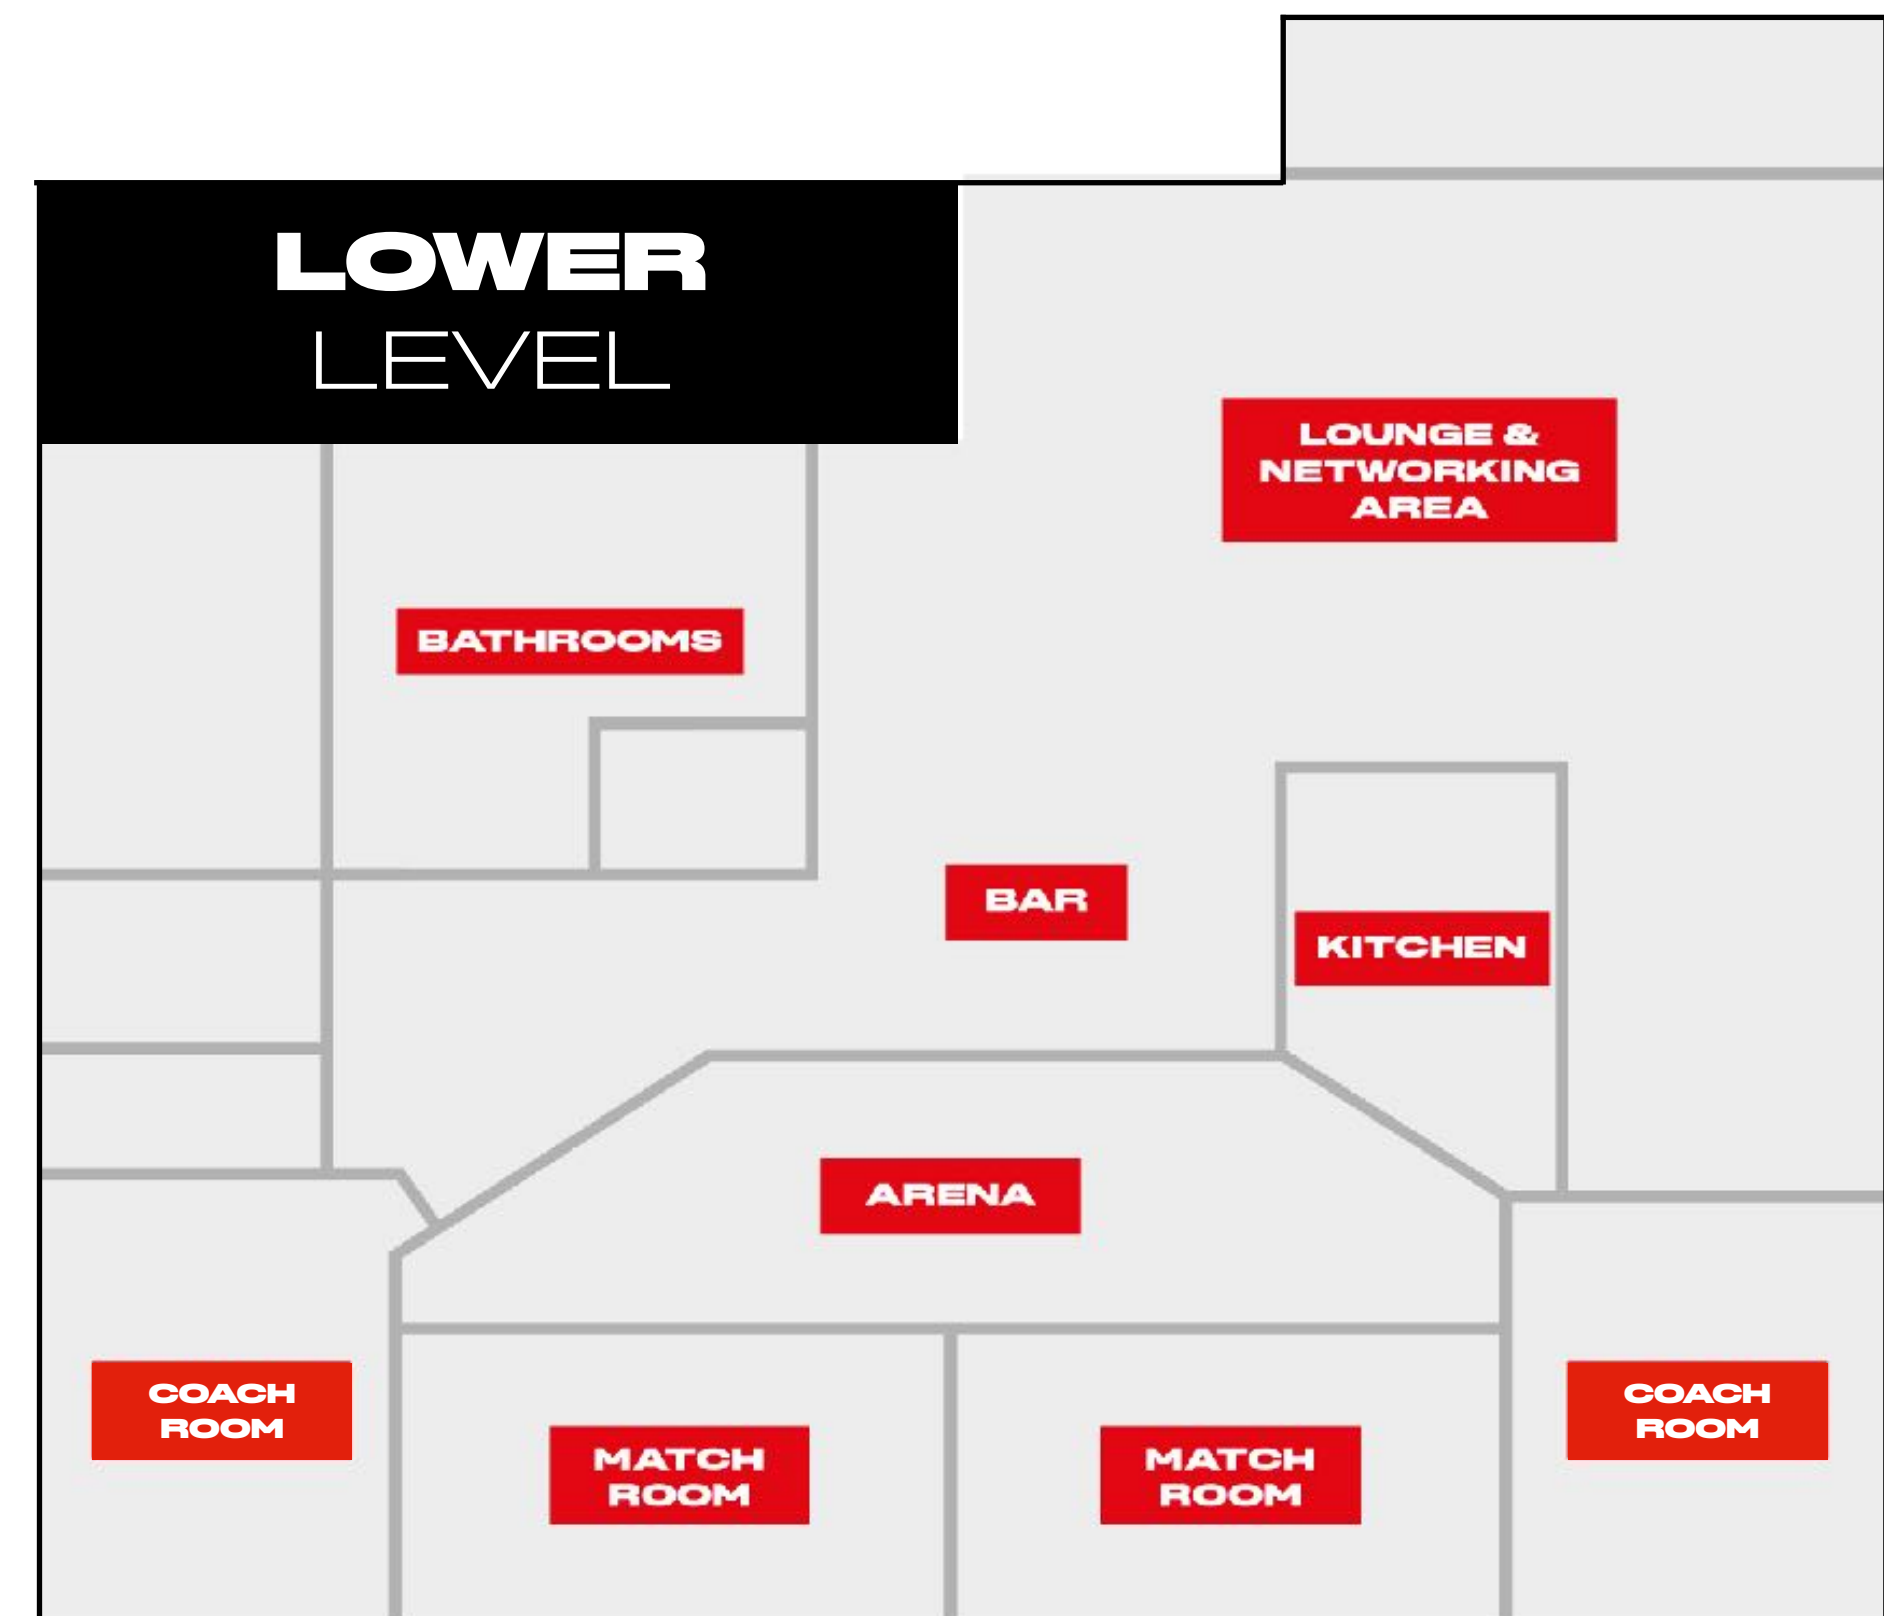 LOWER
LEVEL
LOUNGE &
NETWORKING
AREA
BATHROOMS
BAR
KITCHEN
ARENA
COACH
ROOM
MATCH
ROOM
MATCH
ROOM
COACH
ROOM